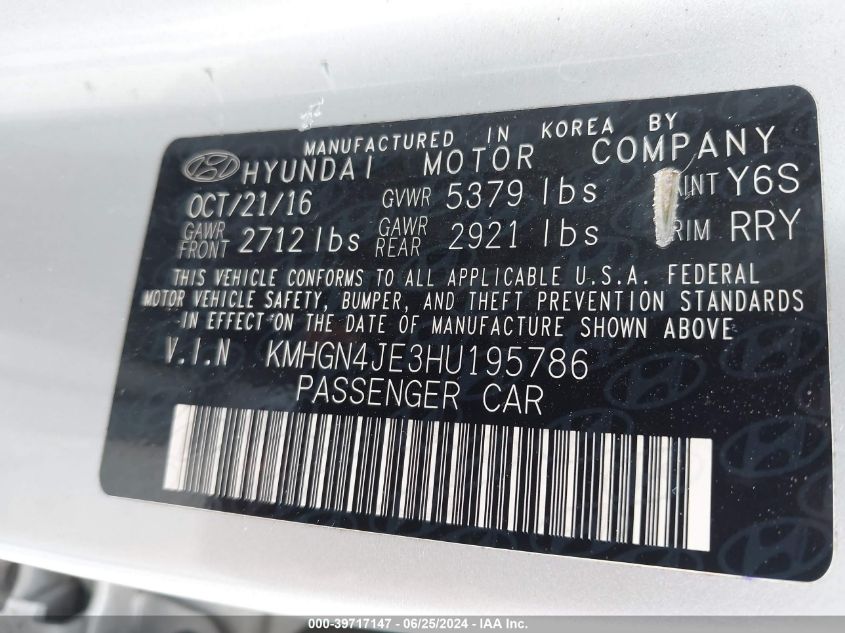 MANUFACTURED IN KOREA BY
HYUNDAI MOTOR COMPANY
OCT/21/16 GVWR 5379 lbs AINT Y6S
GAWR FRONT 2712 lbs GAWR REAR 2921 lbs RIM RRY
THIS VEHICLE CONFORMS TO ALL APPLICABLE U.S.A. FEDERAL
MOTOR VEHICLE SAFETY, BUMPER, AND THEFT PREVENTION STANDARDS
IN EFFECT ON THE DATE OF MANUFACTURE SHOWN ABOVE
V.I.N KMHGN4JE3HU195786
PASSENGER CAR
000-39717147 - 06/25/2024 - IAA Inc.